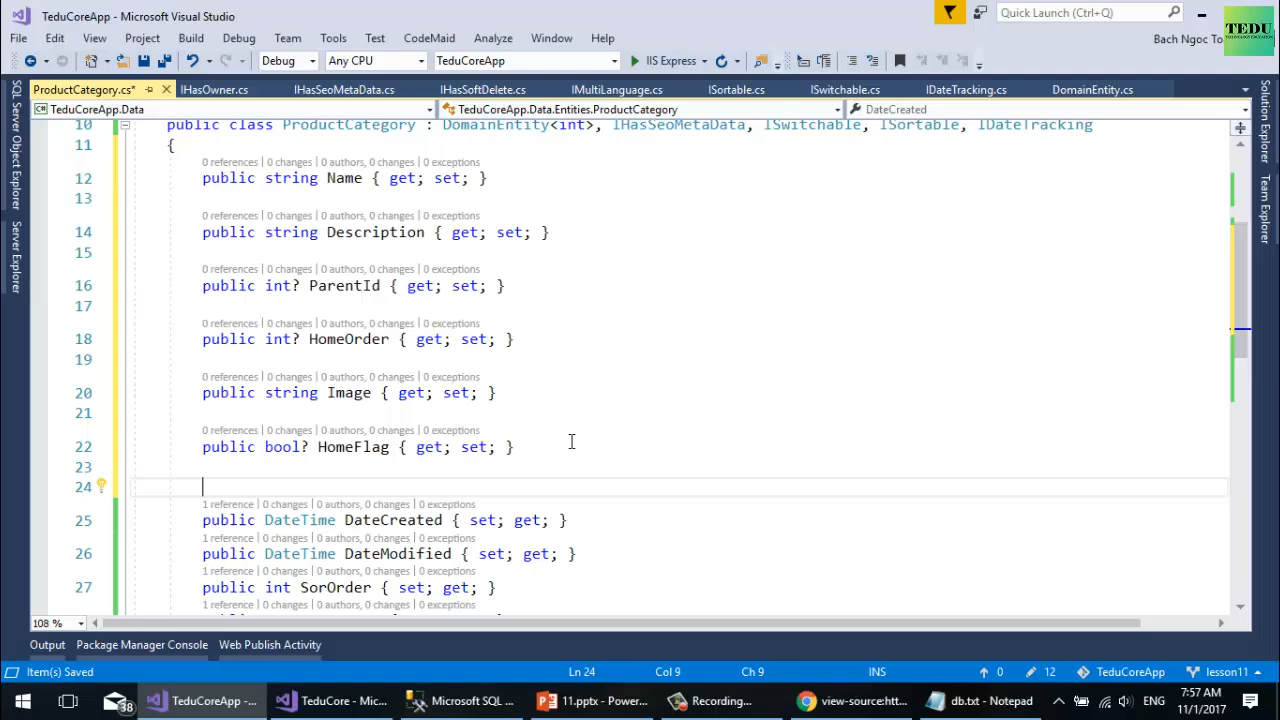 TeduCoreApp - Microsoft Visual Studio
Quick Launch (Ctrl+Q)
TEDU
File Edit View Project Build Debug Team Tools Test CodeMaid Analyze Window Help
Bach Ngoc To
Debug Any CPU TeduCoreApp IIS Express
ProductCategory.cs* IHasOwner.cs IHasSeoMetaData.cs IHasSoftDelete.cs IMultiLanguage.cs ISortable.cs ISwitchable.cs IDateTracking.cs DomainEntity.cs
TeduCoreApp.Data TeduCoreApp.Data.Entities.ProductCategory DateCreated
SQL Server Object Explorer
Server Explorer
Solution Explorer
Team Explorer
10 public class ProductCategory : DomainEntity<int>, IHasSeoMetaData, ISwitchable, ISortable, IDateTracking
11 {
0 references | 0 changes | 0 authors, 0 changes | 0 exceptions
12 public string Name { get; set; }
13
0 references | 0 changes | 0 authors, 0 changes | 0 exceptions
14 public string Description { get; set; }
15
0 references | 0 changes | 0 authors, 0 changes | 0 exceptions
16 public int? ParentId { get; set; }
17
0 references | 0 changes | 0 authors, 0 changes | 0 exceptions
18 public int? HomeOrder { get; set; }
19
0 references | 0 changes | 0 authors, 0 changes | 0 exceptions
20 public string Image { get; set; }
21
0 references | 0 changes | 0 authors, 0 changes | 0 exceptions
22 public bool? HomeFlag { get; set; }
23
24
1 reference | 0 changes | 0 authors, 0 changes | 0 exceptions
25 public DateTime DateCreated { set; get; }
1 reference | 0 changes | 0 authors, 0 changes | 0 exceptions
26 public DateTime DateModified { set; get; }
1 reference | 0 changes | 0 authors, 0 changes | 0 exceptions
27 public int SorOrder { set; get; }
1 reference | 0 changes | 0 authors, 0 changes | 0 exceptions
108 %
Output Package Manager Console Web Publish Activity
Item(s) Saved Ln 24 Col 9 Ch 9 INS 0 12 TeduCoreApp lesson11
38 TeduCoreApp -... TeduCore - Mic... Microsoft SQL ... 11.pptx - Power... Recording... view-source:htt... db.txt - Notepad ENG
7:57 AM
11/1/2017